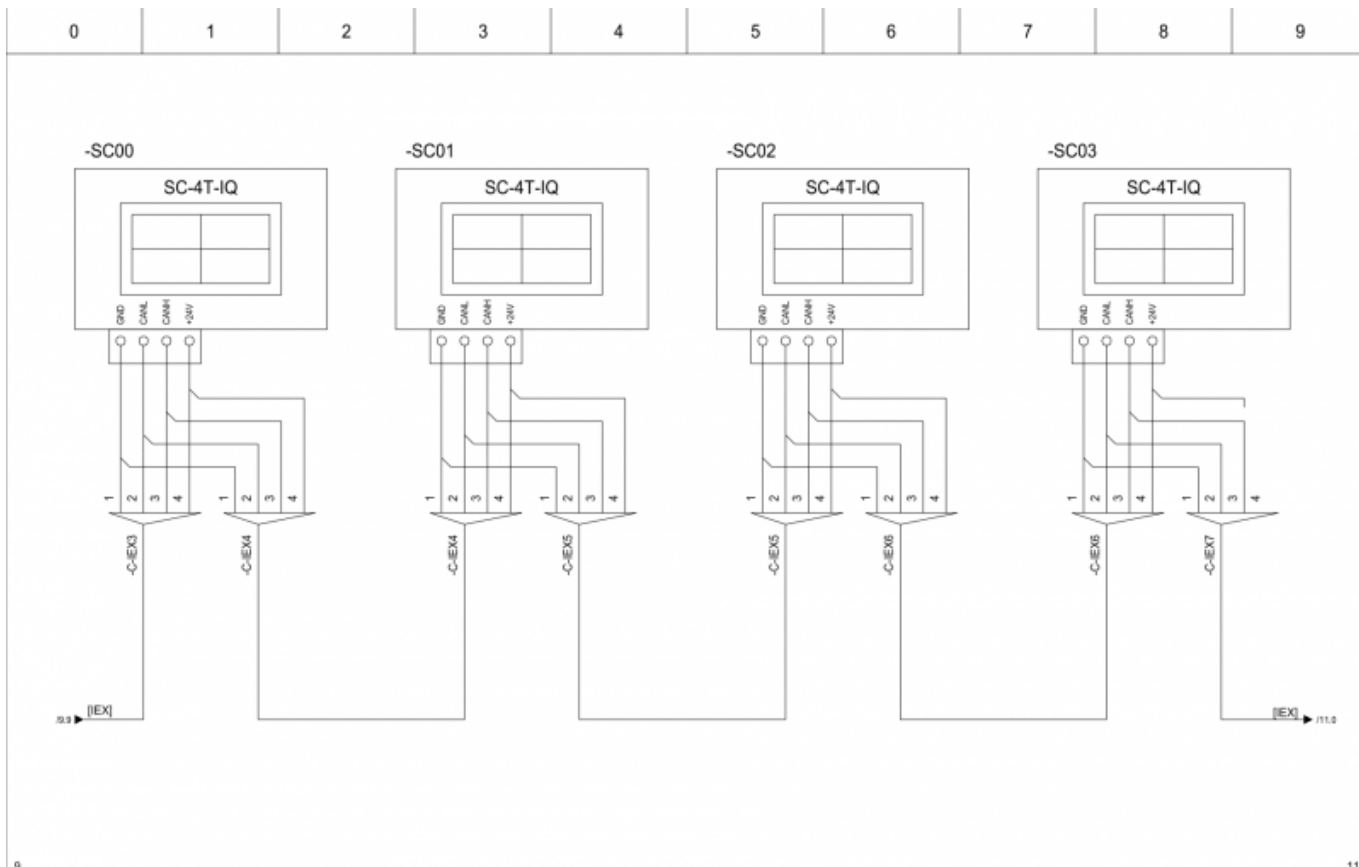 0 1 2 3 4 5 6 7 8 9
-SC00 -SC01 -SC02 -SC03
SC-4T-IQ SC-4T-IQ SC-4T-IQ SC-4T-IQ
GND CANL CANH +24V GND CANL CANH +24V GND CANL CANH +24V GND CANL CANH +24V
1 2 3 4 1 2 3 4 1 2 3 4 1 2 3 4 1 2 3 4 1 2 3 4 1 2 3 4 1 2 3 4
-C-IEX3 -C-IEX4 -C-IEX4 -C-IEX5 -C-IEX5 -C-IEX6 -C-IEX6 -C-IEX7
/9.9 [IEX] [IEX] /11.0
9 11